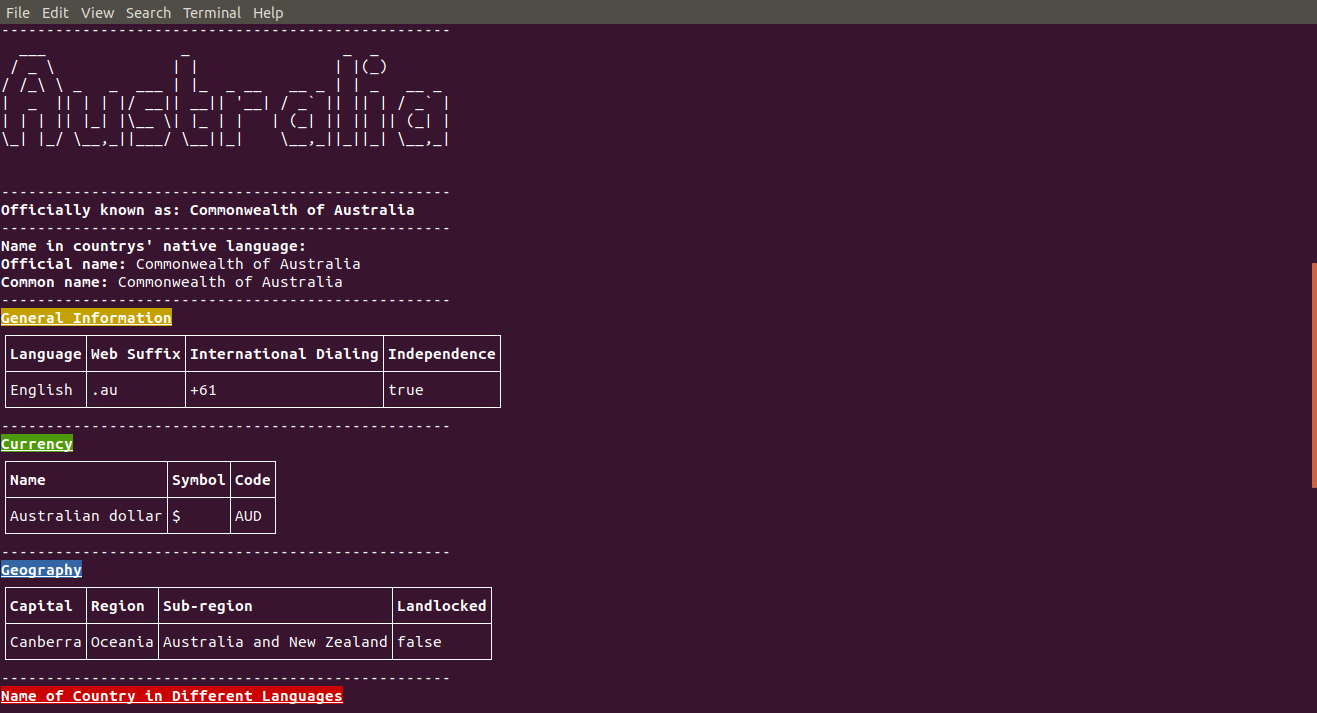 File Edit View Search Terminal Help
--------------------------------------------------
Australia
--------------------------------------------------
Officially known as: Commonwealth of Australia
--------------------------------------------------
Name in countrys' native language:
Official name: Commonwealth of Australia
Common name: Commonwealth of Australia
--------------------------------------------------
General Information
Language Web Suffix International Dialing Independence
English .au +61 true
--------------------------------------------------
Currency
Name Symbol Code
Australian dollar $ AUD
--------------------------------------------------
Geography
Capital Region Sub-region Landlocked
Canberra Oceania Australia and New Zealand false
--------------------------------------------------
Name of Country in Different Languages